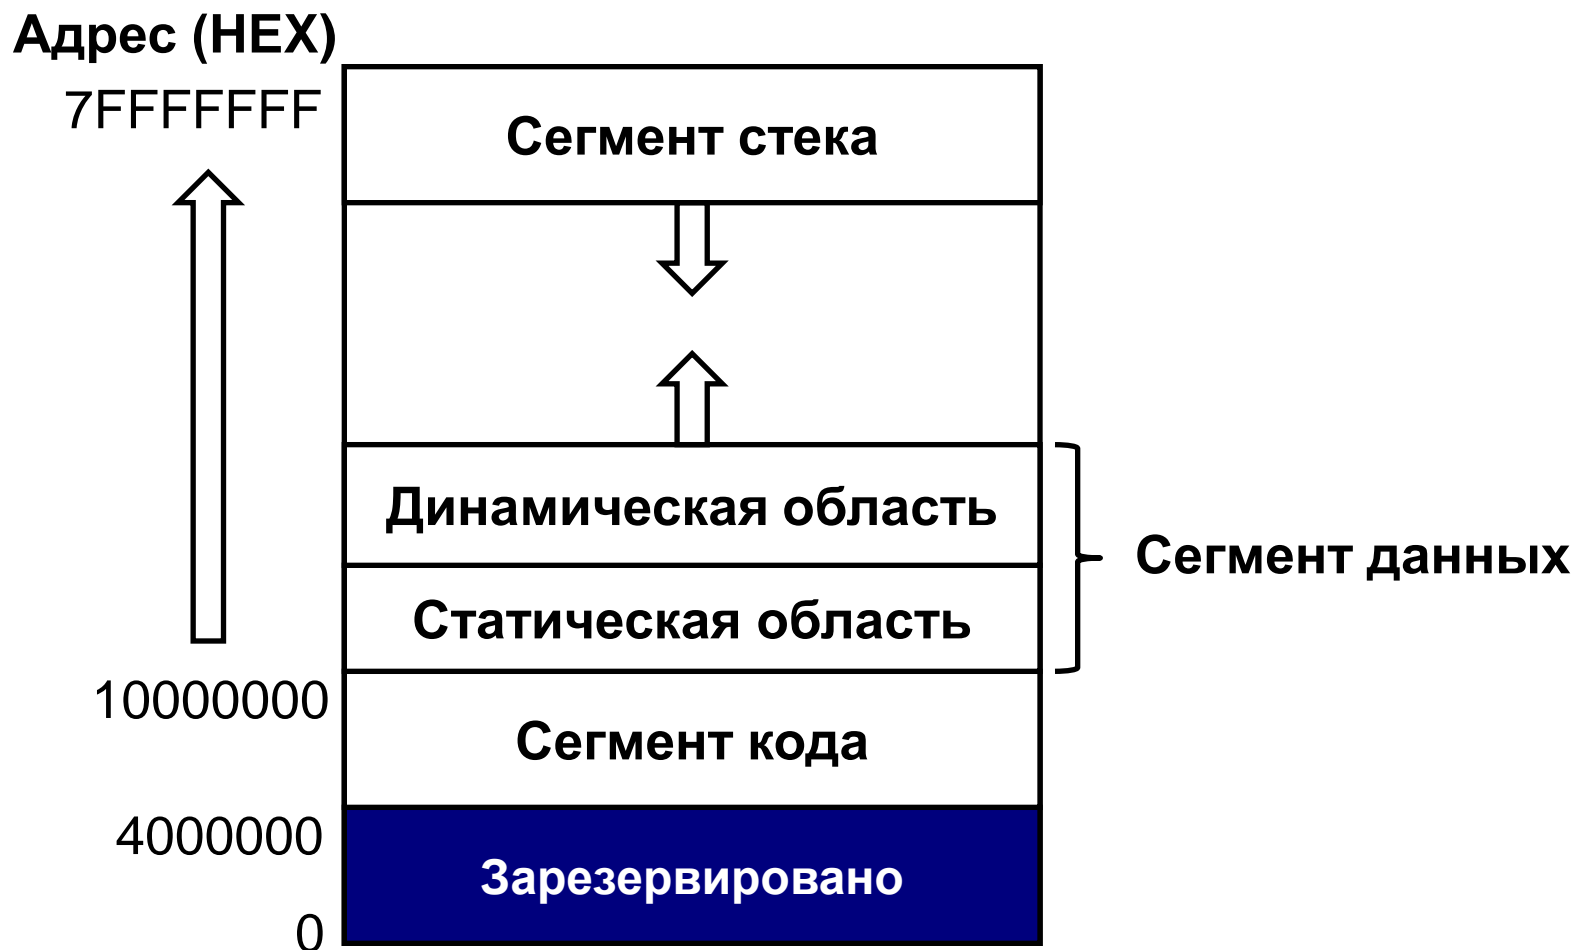 Адрес (HEX)
7FFFFFFF
Сегмент стека
Динамическая область
Сегмент данных
Статическая область
10000000
Сегмент кода
4000000
Зарезервировано
0